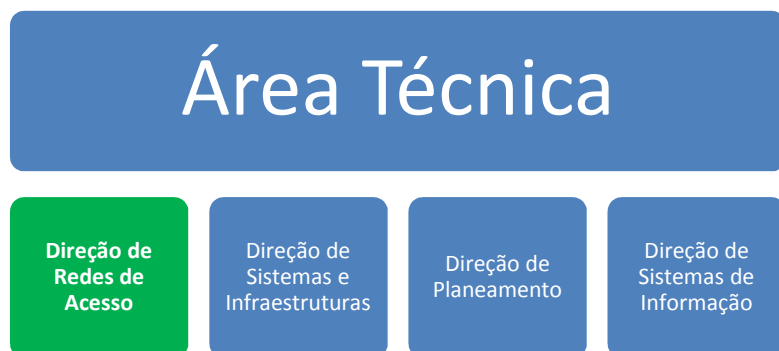 Área Técnica
Direção de
Redes de
Acesso
Direção de
Sistemas e
Infraestruturas
Direção de
Planeamento
Direção de
Sistemas de
Informação